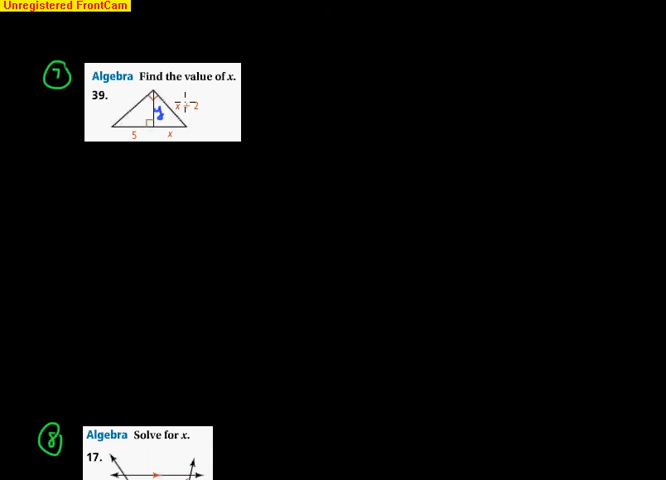 Unregistered FrontCam
7
Algebra Find the value of x.
39.
y
x + 2
5 x
8
Algebra Solve for x.
17.